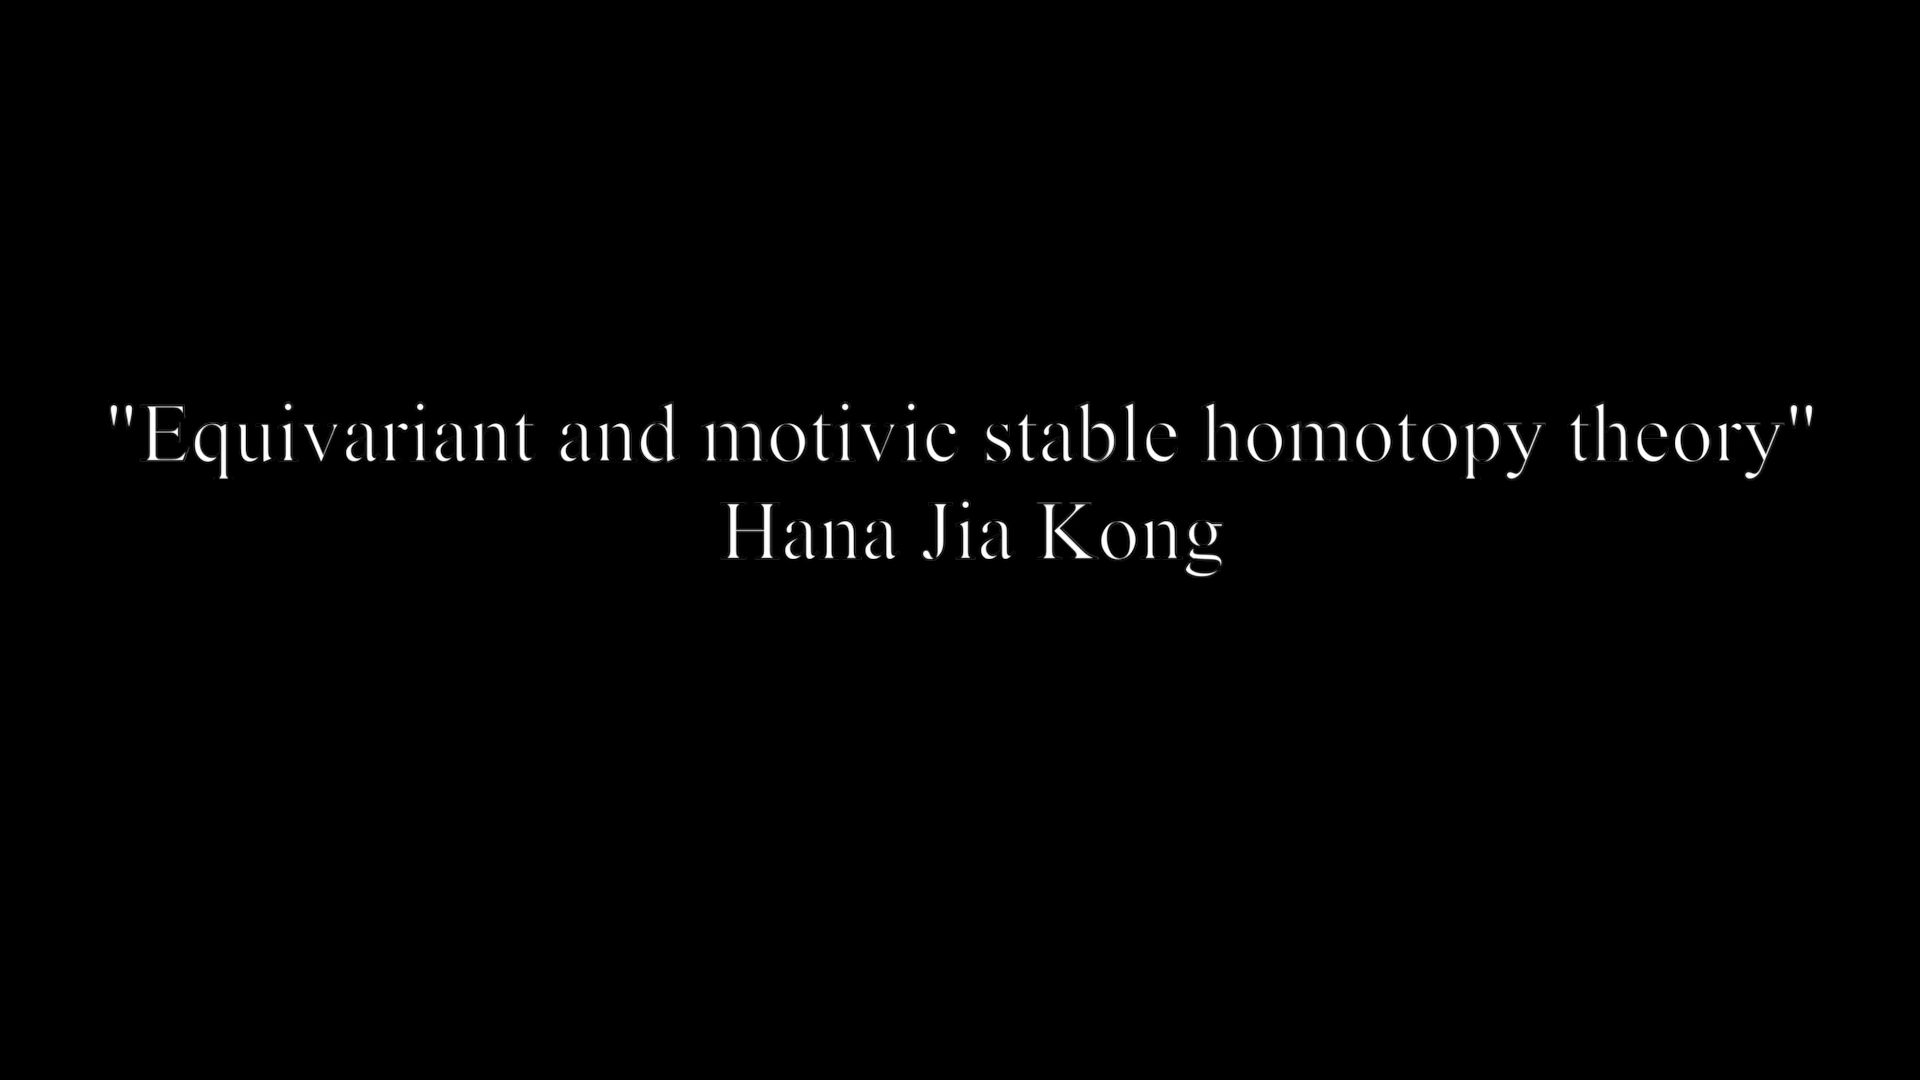 "Equivariant and motivic stable homotopy theory"
Hana Jia Kong